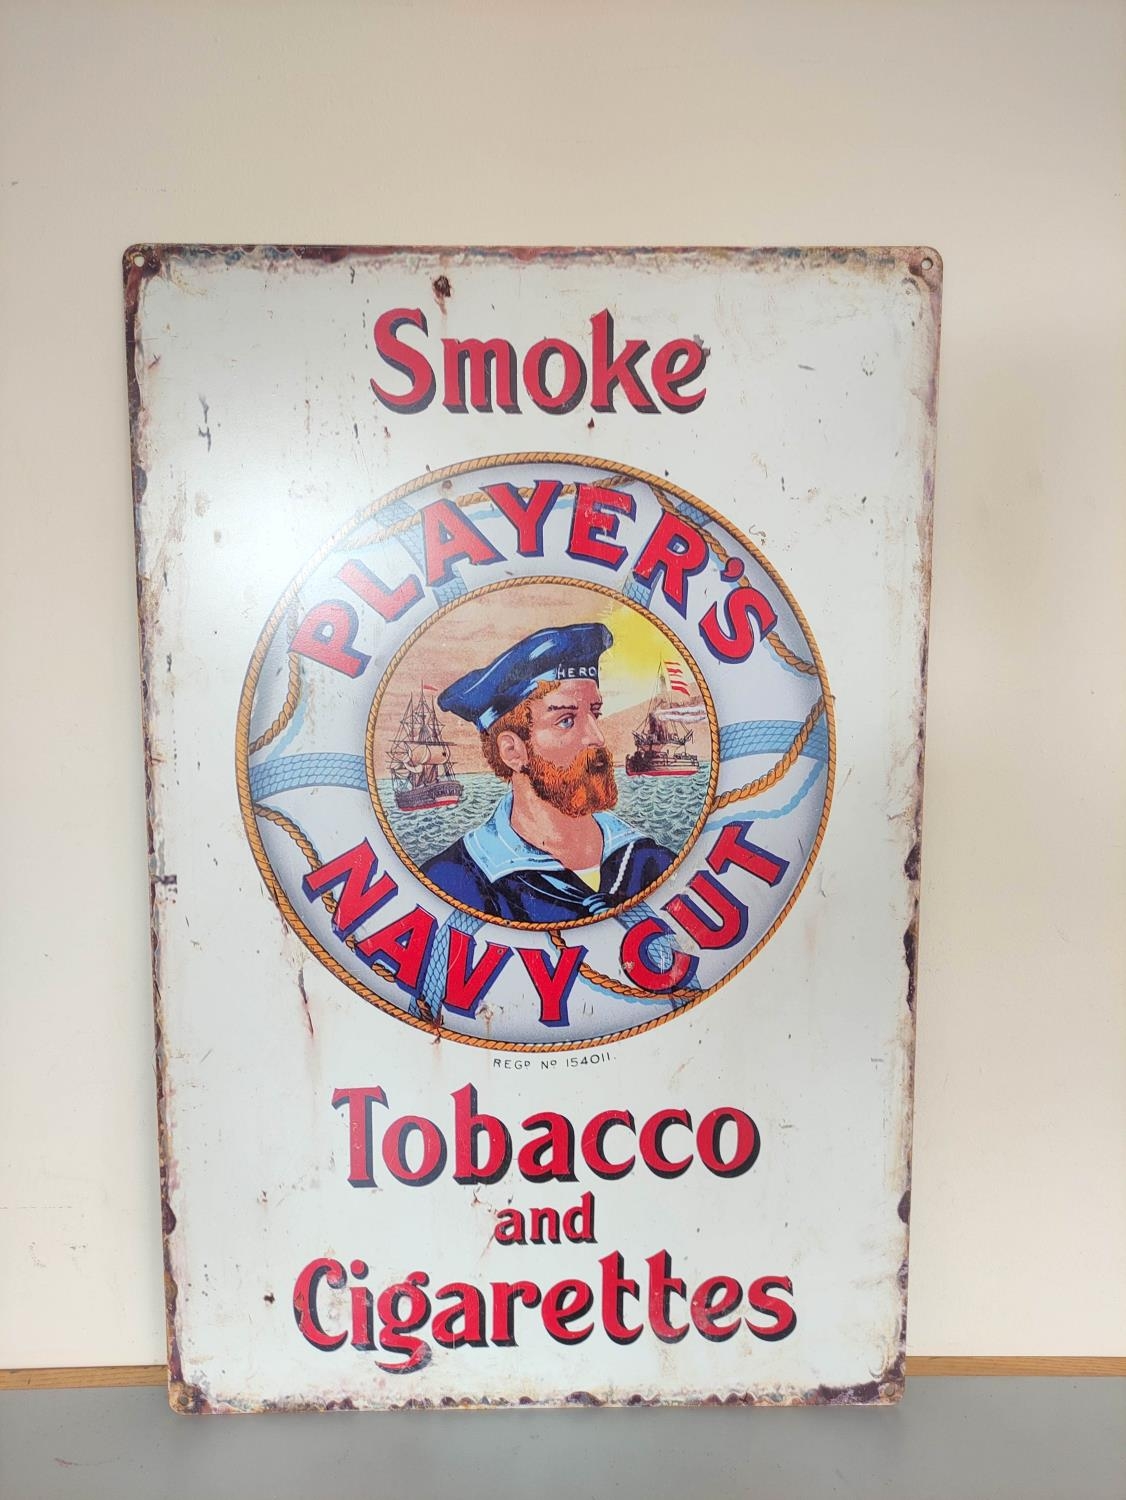 Smoke
PLAYER'S
HERO
NAVY CUT
REGD No 154011.
Tobacco
and
Cigarettes